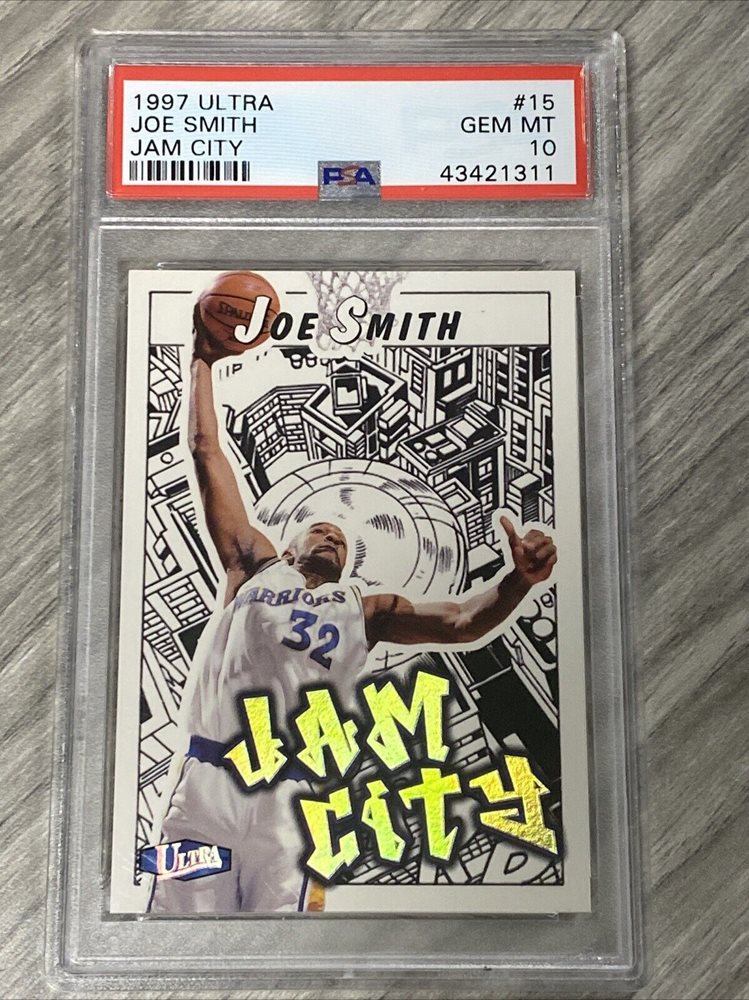 1997 ULTRA #15
JOE SMITH GEM MT
JAM CITY 10
PSA 43421311
JOE SMITH
SPALDING
WARRIORS
32
JAM
CITY
ULTRA